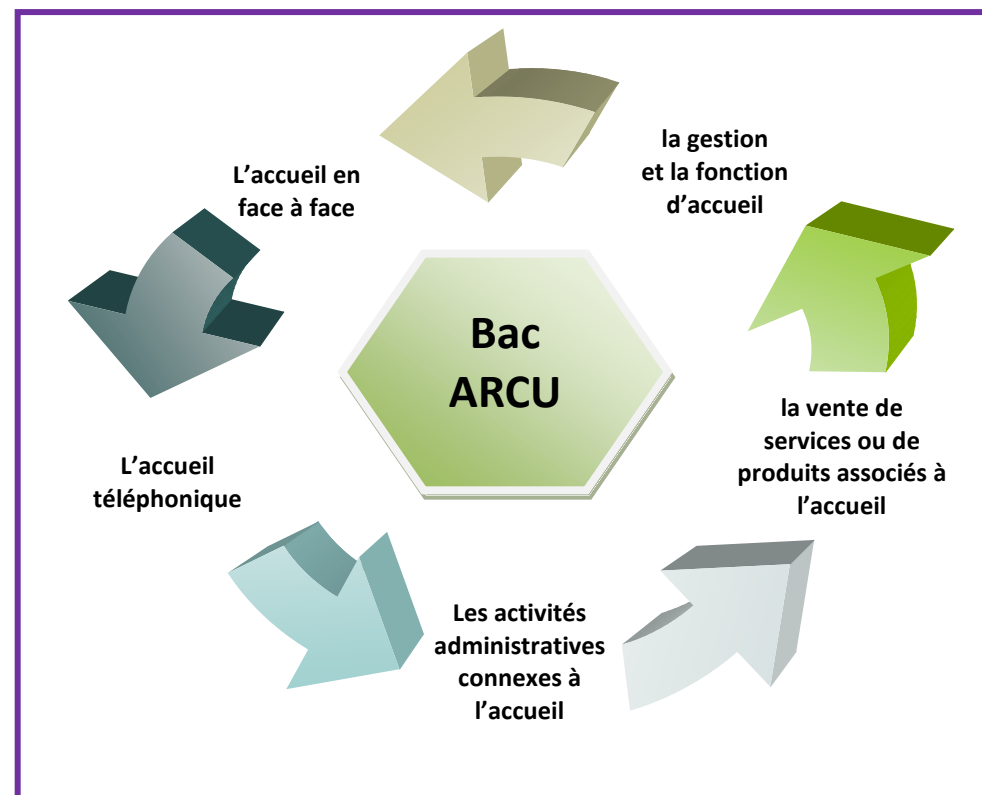 L'accueil en
face à face
la gestion
et la fonction
d'accueil
Bac
ARCU
L'accueil
téléphonique
la vente de
services ou de
produits associés à
l'accueil
Les activités
administratives
connexes à
l'accueil